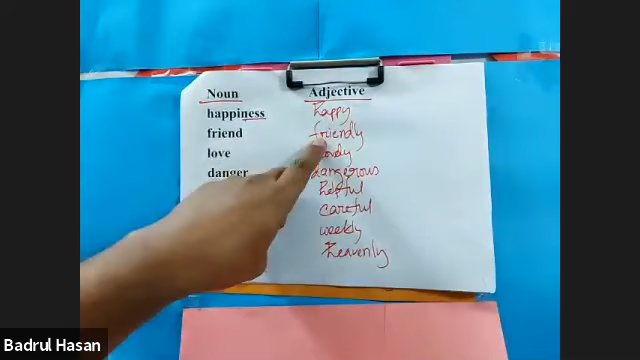 Noun Adjective
happiness happy
friend friendly
love lovely
danger dangerous
helpful
careful
weekly
heavenly
Badrul Hasan